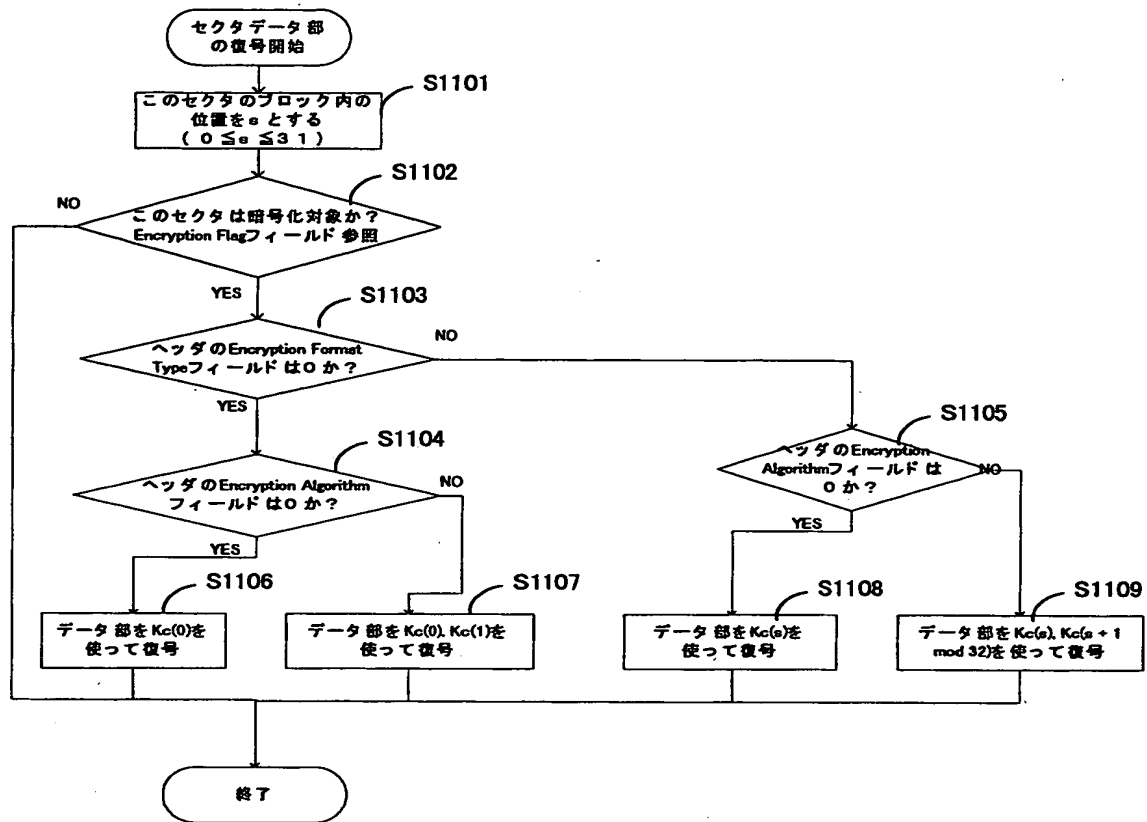 セクタデータ部
の復号開始
S1101
このセクタのブロック内の
位置をsとする
(0≦s≦31)
S1102
NO
このセクタは暗号化対象か?
Encryption Flagフィールド参照
YES
S1103
NO
ヘッダのEncryption Format
Typeフィールドは0か?
YES
S1105
S1104
ヘッダのEncryption
Algorithmフィールドは
0か?
NO
ヘッダのEncryption Algorithm
フィールドは0か?
NO
YES
YES
S1106
S1107
S1108
S1109
データ部をKc(0)を
使って復号
データ部をKc(0)、Kc(1)を
使って復号
データ部をKc(s)を
使って復号
データ部をKc(s)、Kc(s+1
mod 32)を使って復号
終了